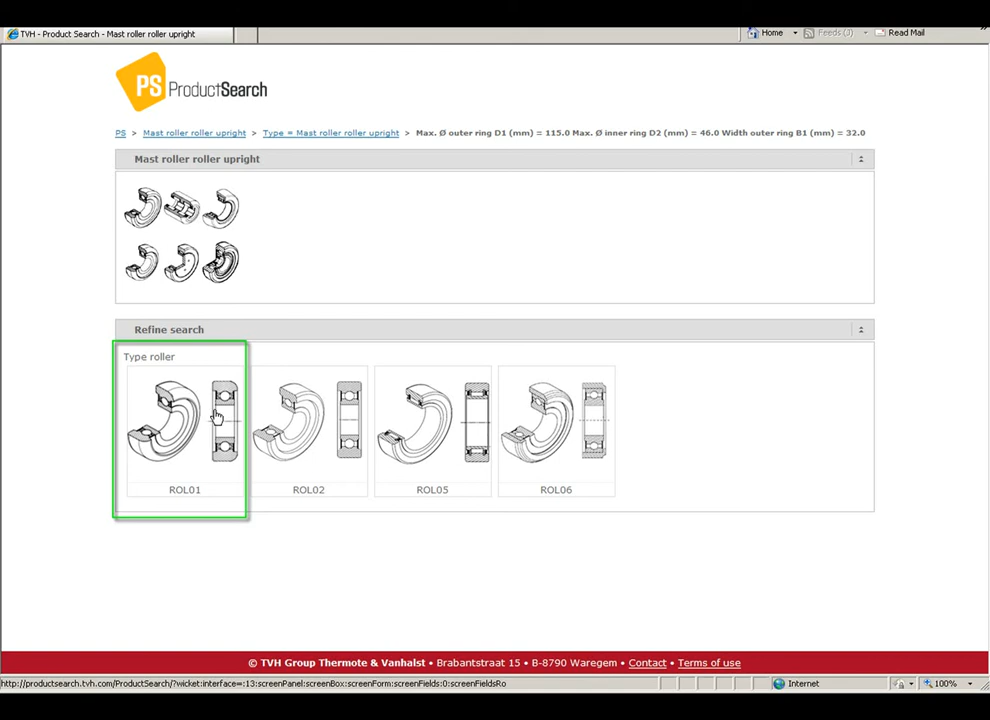 TVH - Product Search - Mast roller roller upright
Home Feeds (J) Read Mail
PS ProductSearch
PS > Mast roller roller upright > Type = Mast roller roller upright > Max. Ø outer ring D1 (mm) = 115.0 Max. Ø inner ring D2 (mm) = 46.0 Width outer ring B1 (mm) = 32.0
Mast roller roller upright
Refine search
Type roller
ROL01 ROL02 ROL05 ROL06
© TVH Group Thermote & Vanhalst • Brabantstraat 15 • B-8790 Waregem • Contact • Terms of use
http://productsearch.tvh.com/ProductSearch/?wicket:interface=:13:screenPanel:screenBox:screenForm:screenFields:0:screenFieldsRo Internet 100%